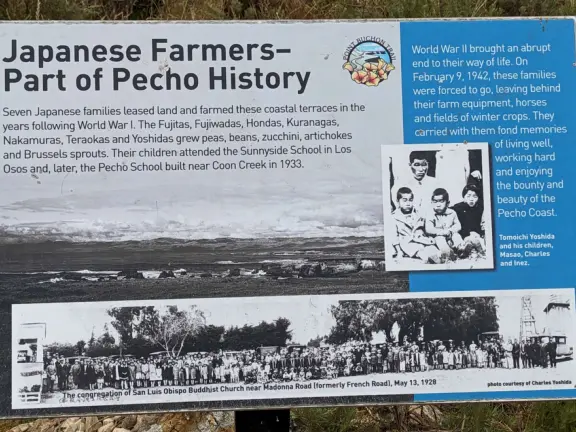 Japanese Farmers–
Part of Pecho History
POINT BUCHON TRAIL
Seven Japanese families leased land and farmed these coastal terraces in the
years following World War I. The Fujitas, Fujiwadas, Hondas, Kuranagas,
Nakamuras, Teraokas and Yoshidas grew peas, beans, zucchini, artichokes
and Brussels sprouts. Their children attended the Sunnyside School in Los
Osos and, later, the Pecho School built near Coon Creek in 1933.
World War II brought an abrupt
end to their way of life. On
February 9, 1942, these families
were forced to go, leaving behind
their farm equipment, horses
and fields of winter crops. They
carried with them fond memories
of living well,
working hard
and enjoying
the bounty and
beauty of the
Pecho Coast.
Tomoichi Yoshida
and his children,
Masao, Charles
and Inez.
The congregation of San Luis Obispo Buddhist Church near Madonna Road (formerly French Road), May 13, 1928
photo courtesy of Charles Yoshida